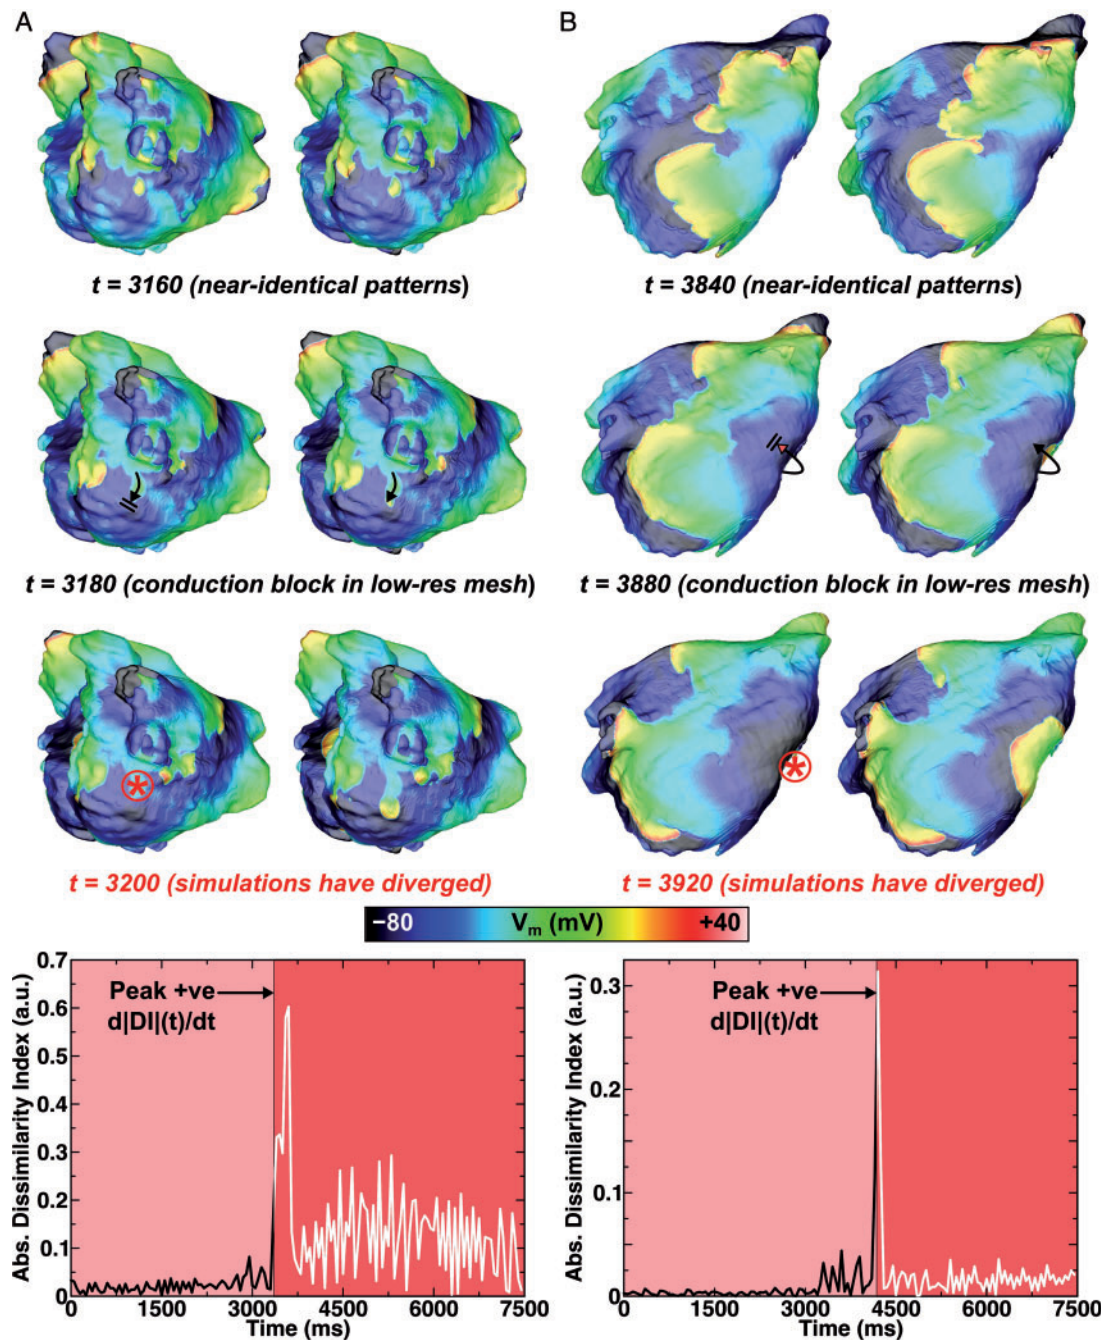 A
B
t = 3160 (near-identical patterns)
t = 3840 (near-identical patterns)
t = 3180 (conduction block in low-res mesh)
t = 3880 (conduction block in low-res mesh)
*
*
t = 3200 (simulations have diverged)
t = 3920 (simulations have diverged)
−80 Vm (mV) +40
Abs. Dissimilarity Index (a.u.)
0.7
0.6
0.5
0.4
0.3
0.2
0.1
0
Peak +ve
d|DI|(t)/dt
0 1500 3000 4500 6000 7500
Time (ms)
Abs. Dissimilarity Index (a.u.)
0.3
0.2
0.1
0
Peak +ve
d|DI|(t)/dt
0 1500 3000 4500 6000 7500
Time (ms)